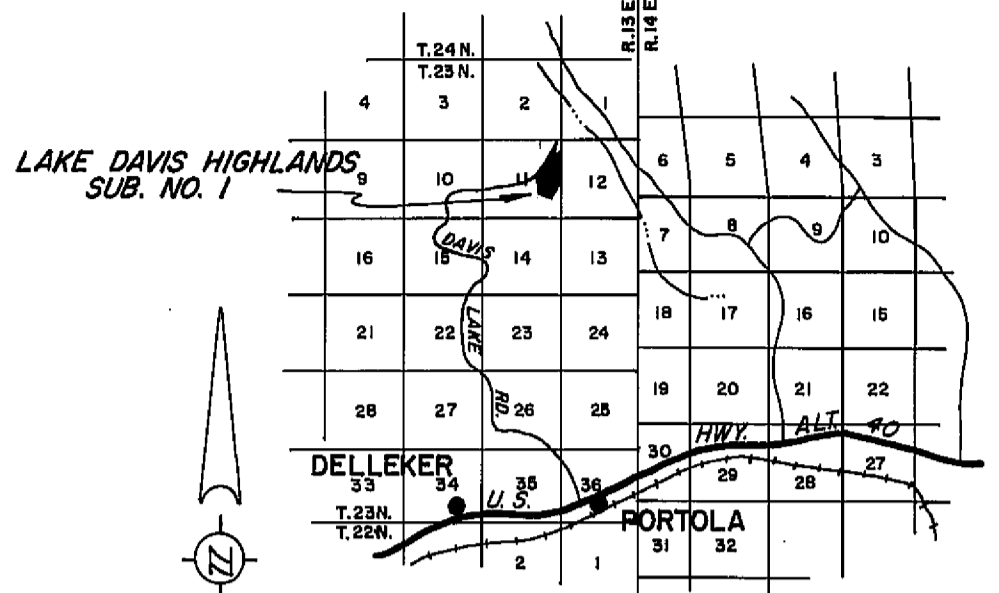 R.13 E.
R.14 E.
T.24 N.
T.23 N.
4 3 2 1
6 5 4 3
LAKE DAVIS HIGHLANDS
SUB. NO. 1
9 10 11 12
7 8 9 10
DAVIS
16 15 14 13
18 17 16 15
21 22 LAKE 23 24
19 20 21 22
28 27 RD. 26 25
30 HWY. ALT. 40
DELLEKER
33 34 35 36
29 28 27
U.S.
T.23N.
T.22N.
PORTOLA
31 32
2 1
N